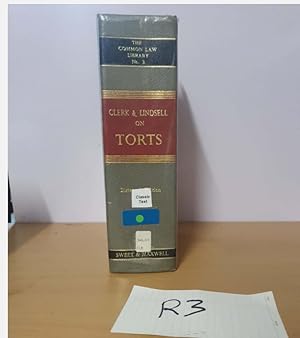 THE
COMMON LAW
LIBRARY
No. 3
CLERK & LINDSELL
ON
TORTS
Classic
Text
SWEET & MAXWELL
R3